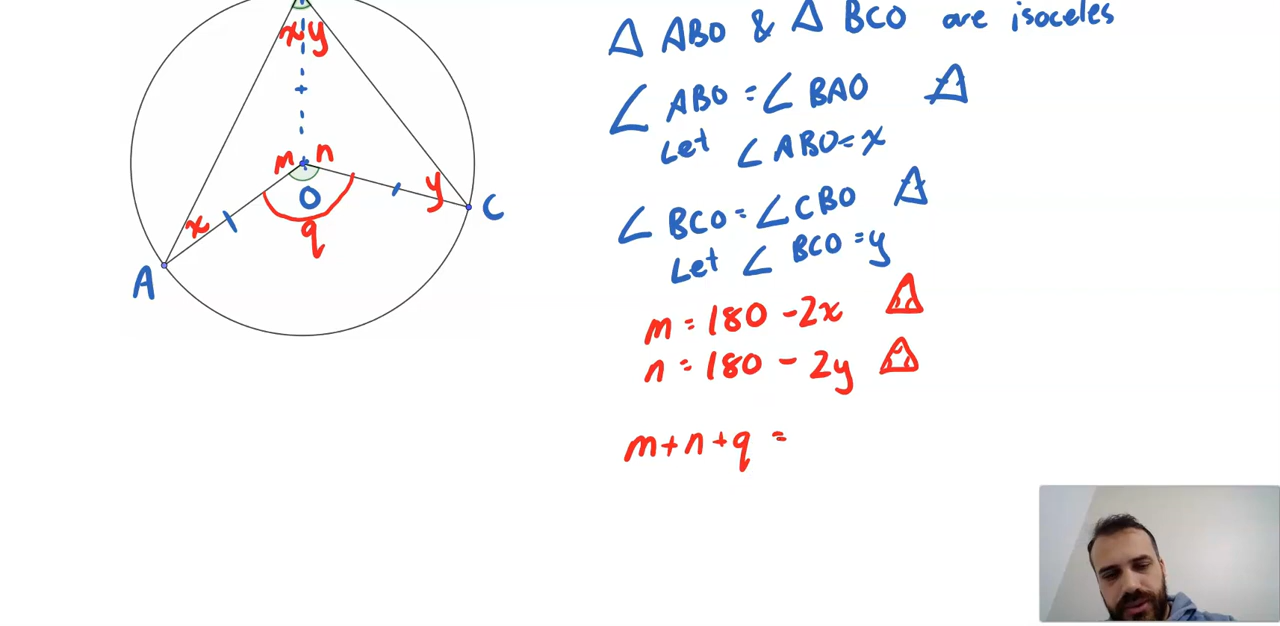 △ ABO & △ BCO are isoceles
x y
∠ ABO = ∠ BAO
Let ∠ ABO = x
m n
y
O
∠ BCO = ∠ CBO
C
x
q
Let ∠ BCO = y
A
m = 180 - 2x
n = 180 - 2y
m + n + q =